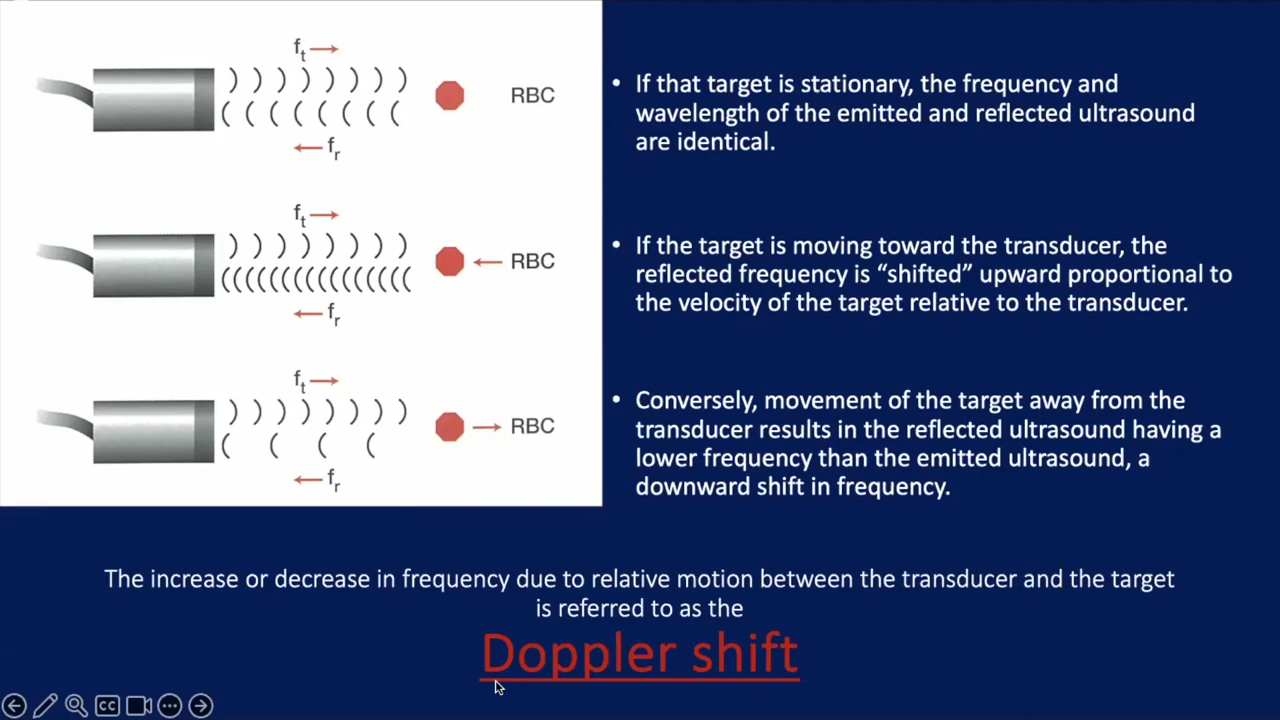 ft
RBC
fr
• If that target is stationary, the frequency and
wavelength of the emitted and reflected ultrasound
are identical.
ft
RBC
fr
• If the target is moving toward the transducer, the
reflected frequency is “shifted” upward proportional to
the velocity of the target relative to the transducer.
ft
RBC
fr
• Conversely, movement of the target away from the
transducer results in the reflected ultrasound having a
lower frequency than the emitted ultrasound, a
downward shift in frequency.
The increase or decrease in frequency due to relative motion between the transducer and the target
is referred to as the
Doppler shift
CC